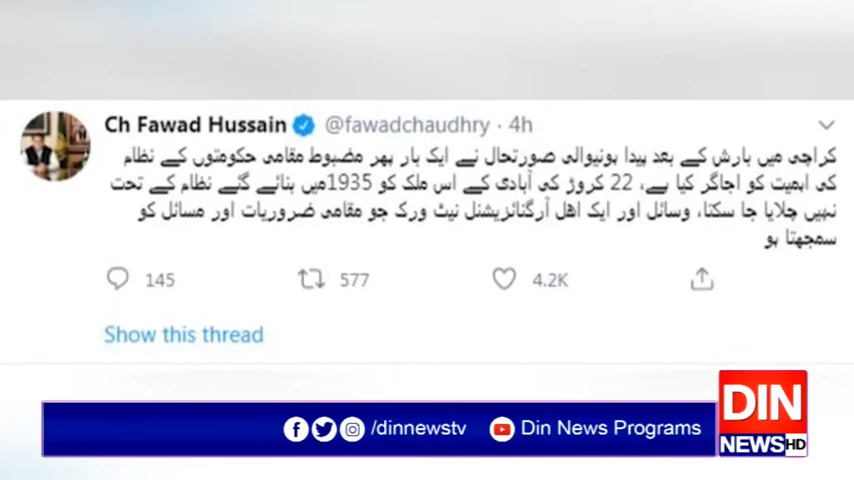 Ch Fawad Hussain @fawadchaudhry · 4h
کراچی میں بارش کے بعد پیدا ہونیوالی صورتحال نے ایک بار پھر مضبوط مقامی حکومتوں کے نظام
کی اہمیت کو اجاگر کیا ہے، 22 کروڑ کی آبادی کے اس ملک کو 1935میں بنائے گئے نظام کے تحت
نہیں چلایا جا سکتا، وسائل اور ایک اھل آرگنائزیشنل نیٹ ورک جو مقامی ضروریات اور مسائل کو
سمجھتا ہو
145 577 4.2K
Show this thread
/dinnewstv Din News Programs
DIN
NEWS HD